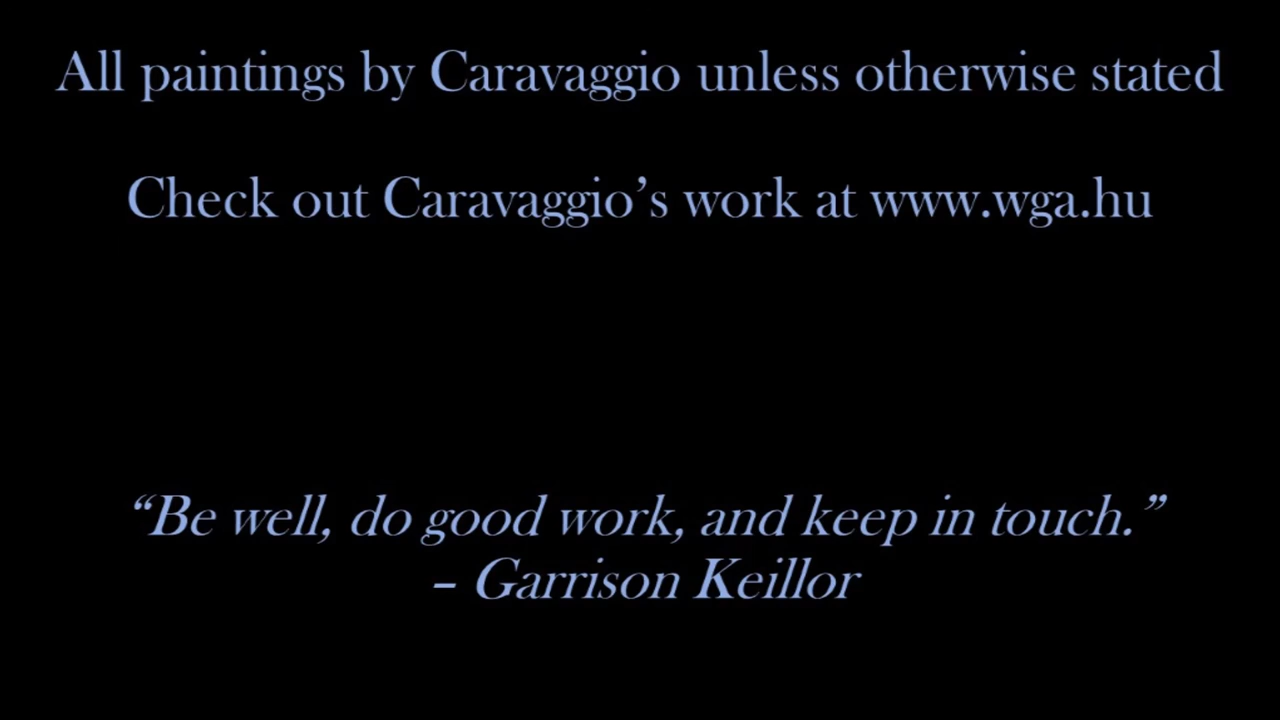 All paintings by Caravaggio unless otherwise stated
Check out Caravaggio’s work at www.wga.hu
“Be well, do good work, and keep in touch.”
– Garrison Keillor